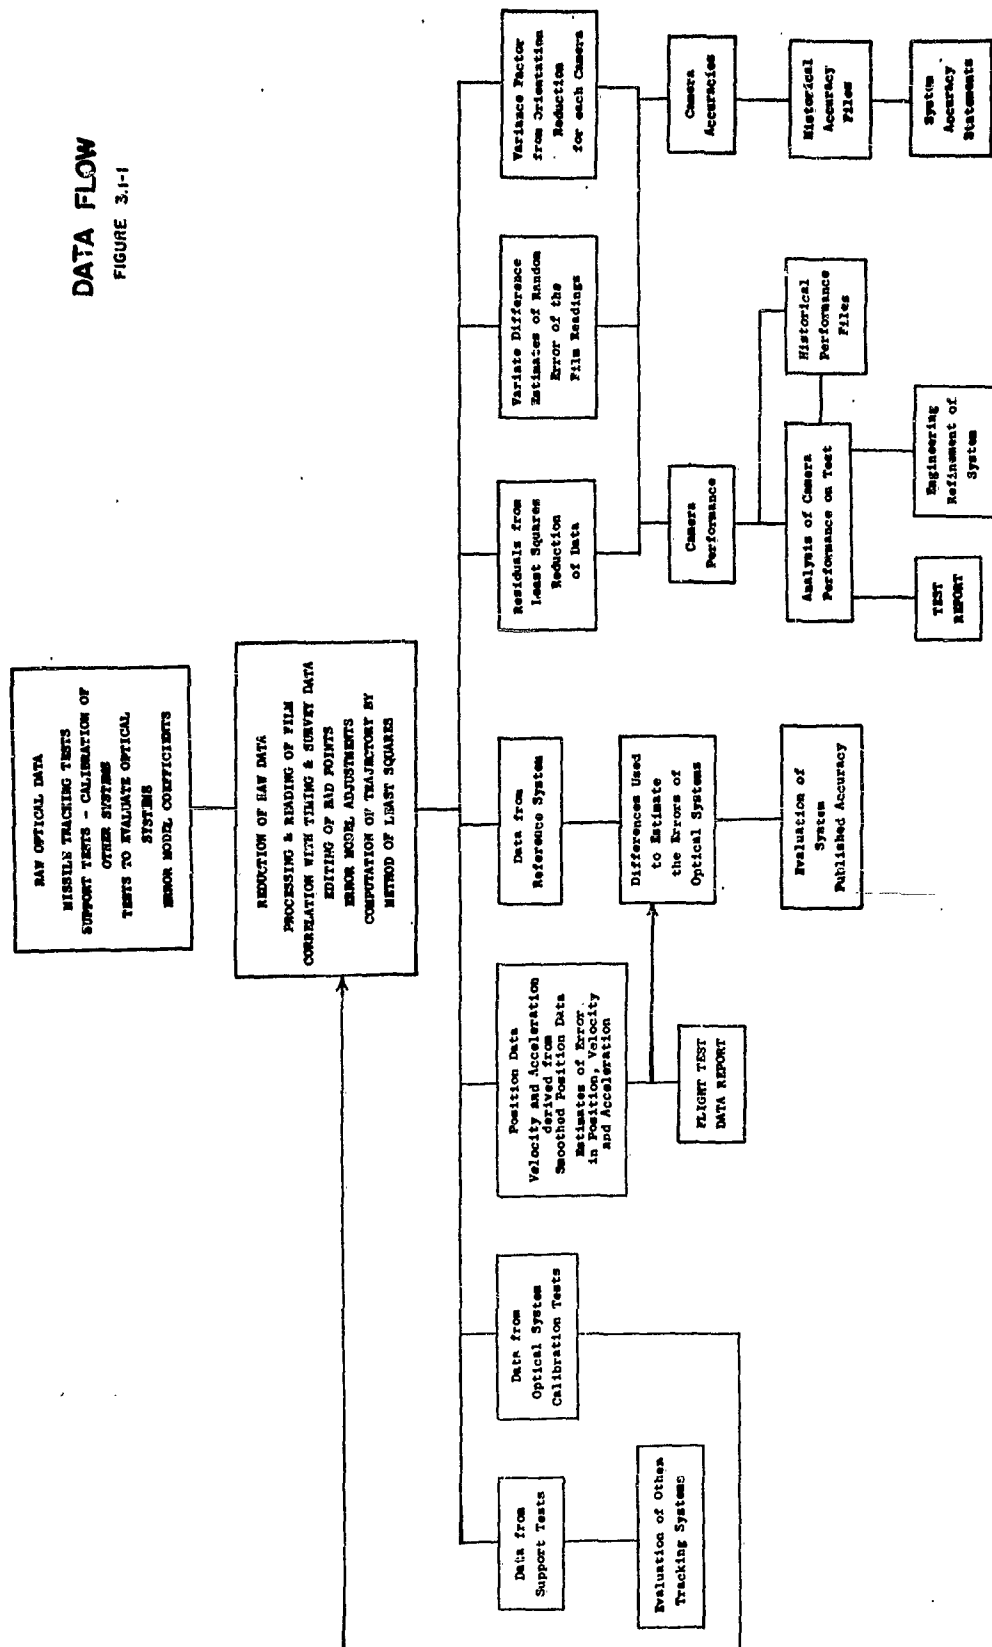 DATA FLOW
FIGURE 3.1-1
RAW OPTICAL DATA
MISSILE TRACKING TESTS
SUPPORT TESTS - CALIBRATION OF
OTHER SYSTEMS
TESTS TO EVALUATE OPTICAL
SYSTEMS
ERROR MODEL COEFFICIENTS
REDUCTION OF RAW DATA
PROCESSING & READING OF FILM
CORRELATION WITH TIMING & SURVEY DATA
EDITING OF BAD POINTS
ERROR MODEL ADJUSTMENTS
COMPUTATION OF TRAJECTORY BY
METHOD OF LEAST SQUARES
Data from
Support Tests
Evaluation of Other
Tracking Systems
Data from
Optical System
Calibration Tests
Position Data
Velocity and Acceleration
derived from
Smoothed Position Data
Estimates of Error
in Position, Velocity
and Acceleration
FLIGHT TEST
DATA REPORT
Data from
Reference System
Differences Used
to Estimate
the Errors of
Optical Systems
Evaluation of
System
Published Accuracy
Residuals from
Least Squares
Reduction
of Data
Variate Difference
Estimates of Random
Error of the
Film Readings
Variance Factor
from Orientation
Reduction
for each Camera
Camera
Performance
Analysis of Camera
Performance on Test
Historical
Performance
Files
TEST
REPORT
Engineering
Refinement of
System
Camera
Accuracies
Historical
Accuracy
Files
System
Accuracy
Statements